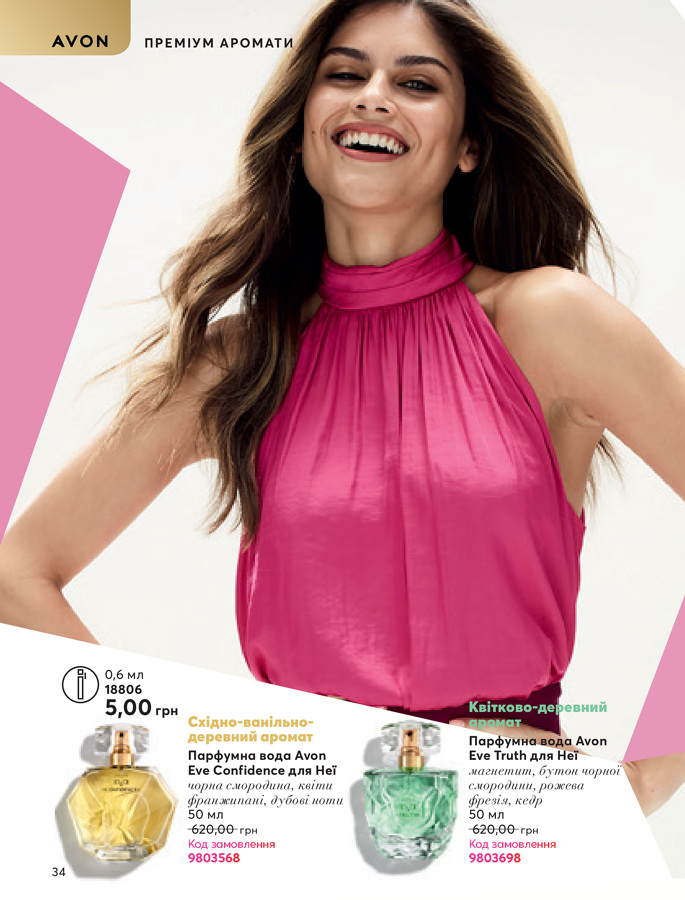 AVON
ПРЕМІУМ АРОМАТИ
0,6 мл
18806
5,00 грн
Східно-ванільно-
деревний аромат
Парфумна вода Avon
Eve Confidence для Неї
чорна смородина, квіти
франжипані, дубові ноти
50 мл
620,00 грн
Код замовлення
9803568
Квітково-деревний
аромат
Парфумна вода Avon
Eve Truth для Неї
магнетит, бутон чорної
смородини, рожева
фрезія, кедр
50 мл
620,00 грн
Код замовлення
9803698
34